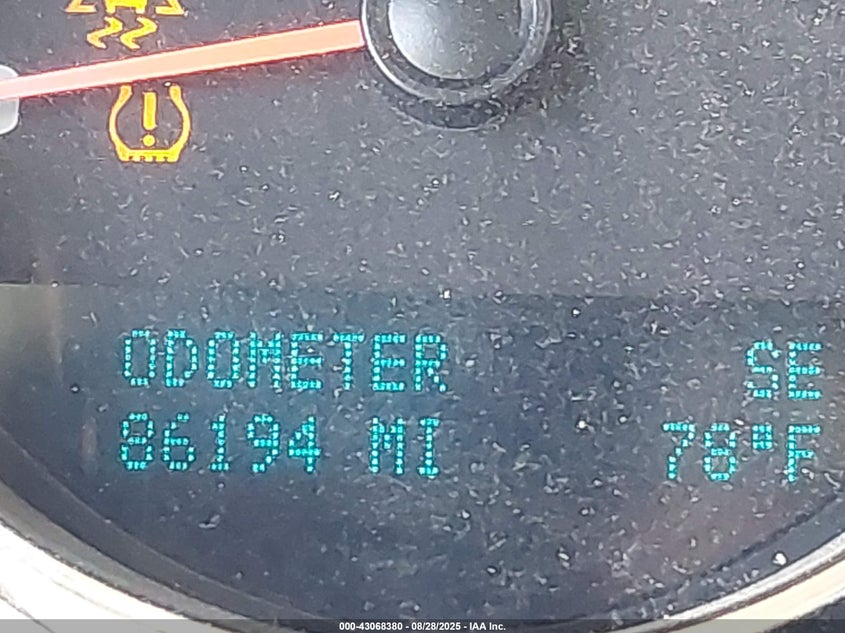 ODOMETER SE
86194 MI 78°F
000-43068380 - 08/28/2025 - IAA Inc.